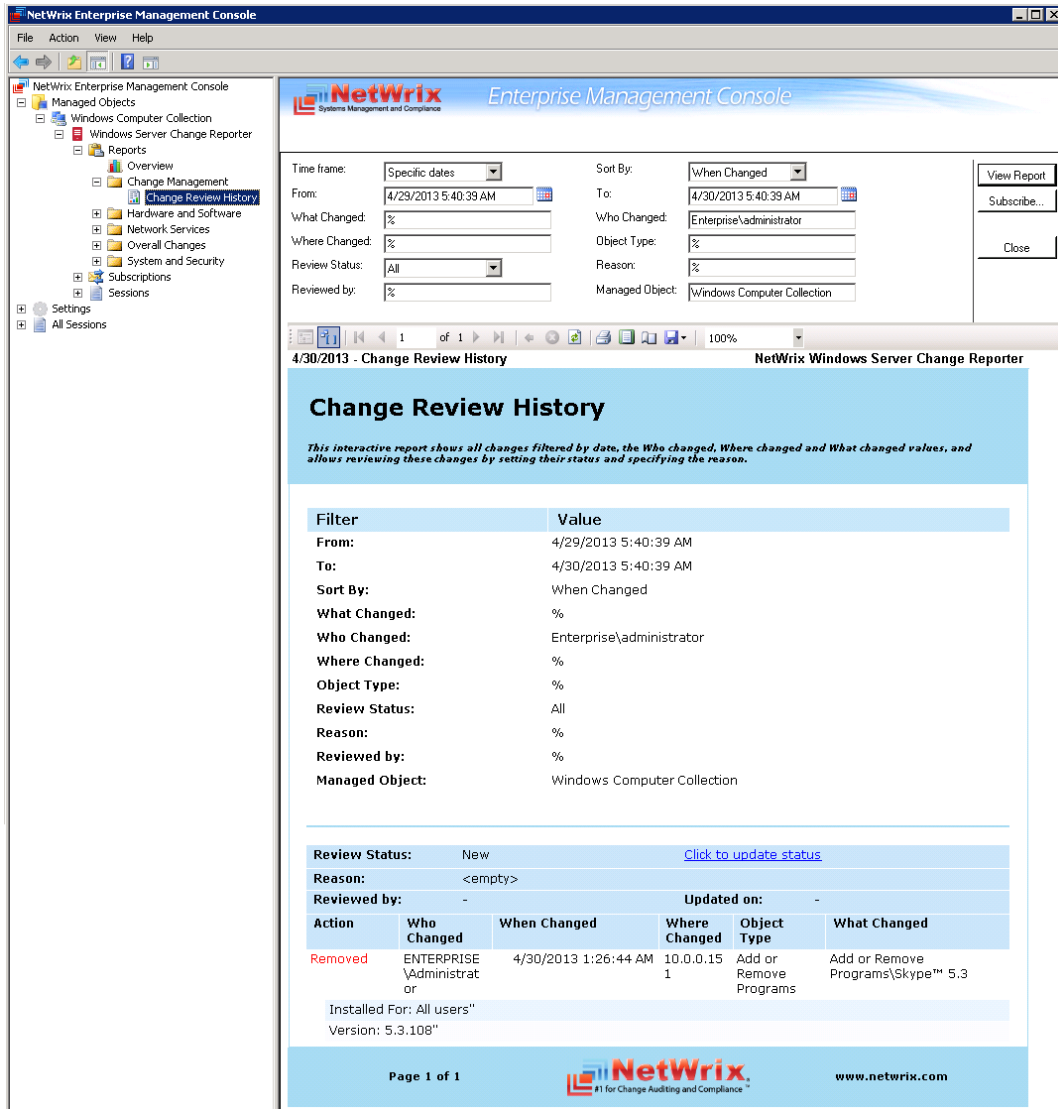 NetWrix Enterprise Management Console
File Action View Help
NetWrix Enterprise Management Console
Managed Objects
Windows Computer Collection
Windows Server Change Reporter
Reports
Overview
Change Management
Change Review History
Hardware and Software
Network Services
Overall Changes
System and Security
Subscriptions
Sessions
Settings
All Sessions
NetWrix
Systems Management and Compliance
Enterprise Management Console
Time frame: Specific dates Sort By: When Changed
From: 4/29/2013 5:40:39 AM To: 4/30/2013 5:40:39 AM
What Changed: % Who Changed: Enterprise\administrator
Where Changed: % Object Type: %
Review Status: All Reason: %
Reviewed by: % Managed Object: Windows Computer Collection
View Report
Subscribe...
Close
1 of 1 100%
4/30/2013 - Change Review History NetWrix Windows Server Change Reporter
Change Review History
This interactive report shows all changes filtered by date, the Who changed, Where changed and What changed values, and
allows reviewing these changes by setting their status and specifying the reason.
Filter Value
From: 4/29/2013 5:40:39 AM
To: 4/30/2013 5:40:39 AM
Sort By: When Changed
What Changed: %
Who Changed: Enterprise\administrator
Where Changed: %
Object Type: %
Review Status: All
Reason: %
Reviewed by: %
Managed Object: Windows Computer Collection
Review Status: New Click to update status
Reason: <empty>
Reviewed by: - Updated on: -
Action Who When Changed Where Object What Changed
Changed Changed Type
Removed ENTERPRISE 4/30/2013 1:26:44 AM 10.0.0.15 Add or Add or Remove
\Administrat 1 Remove Programs\Skype™ 5.3
or Programs
Installed For: All users"
Version: 5.3.108"
Page 1 of 1
NetWrix
#1 for Change Auditing and Compliance™
www.netwrix.com